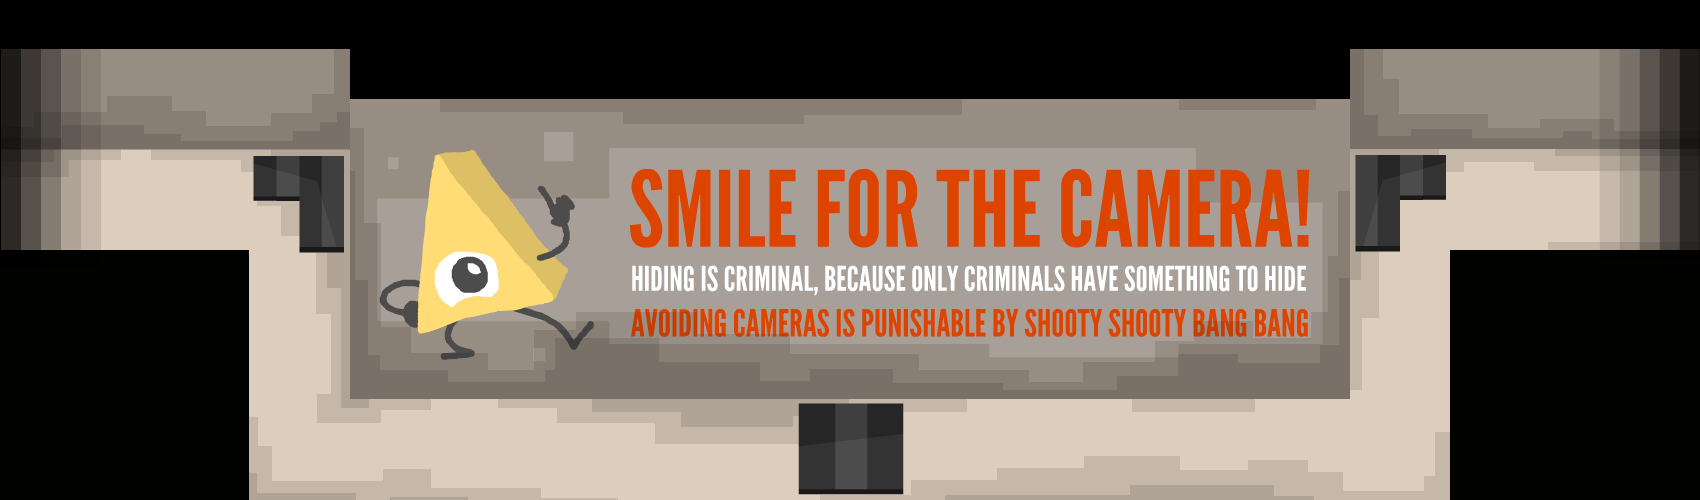 SMILE FOR THE CAMERA!
HIDING IS CRIMINAL, BECAUSE ONLY CRIMINALS HAVE SOMETHING TO HIDE
AVOIDING CAMERAS IS PUNISHABLE BY SHOOTY SHOOTY BANG BANG